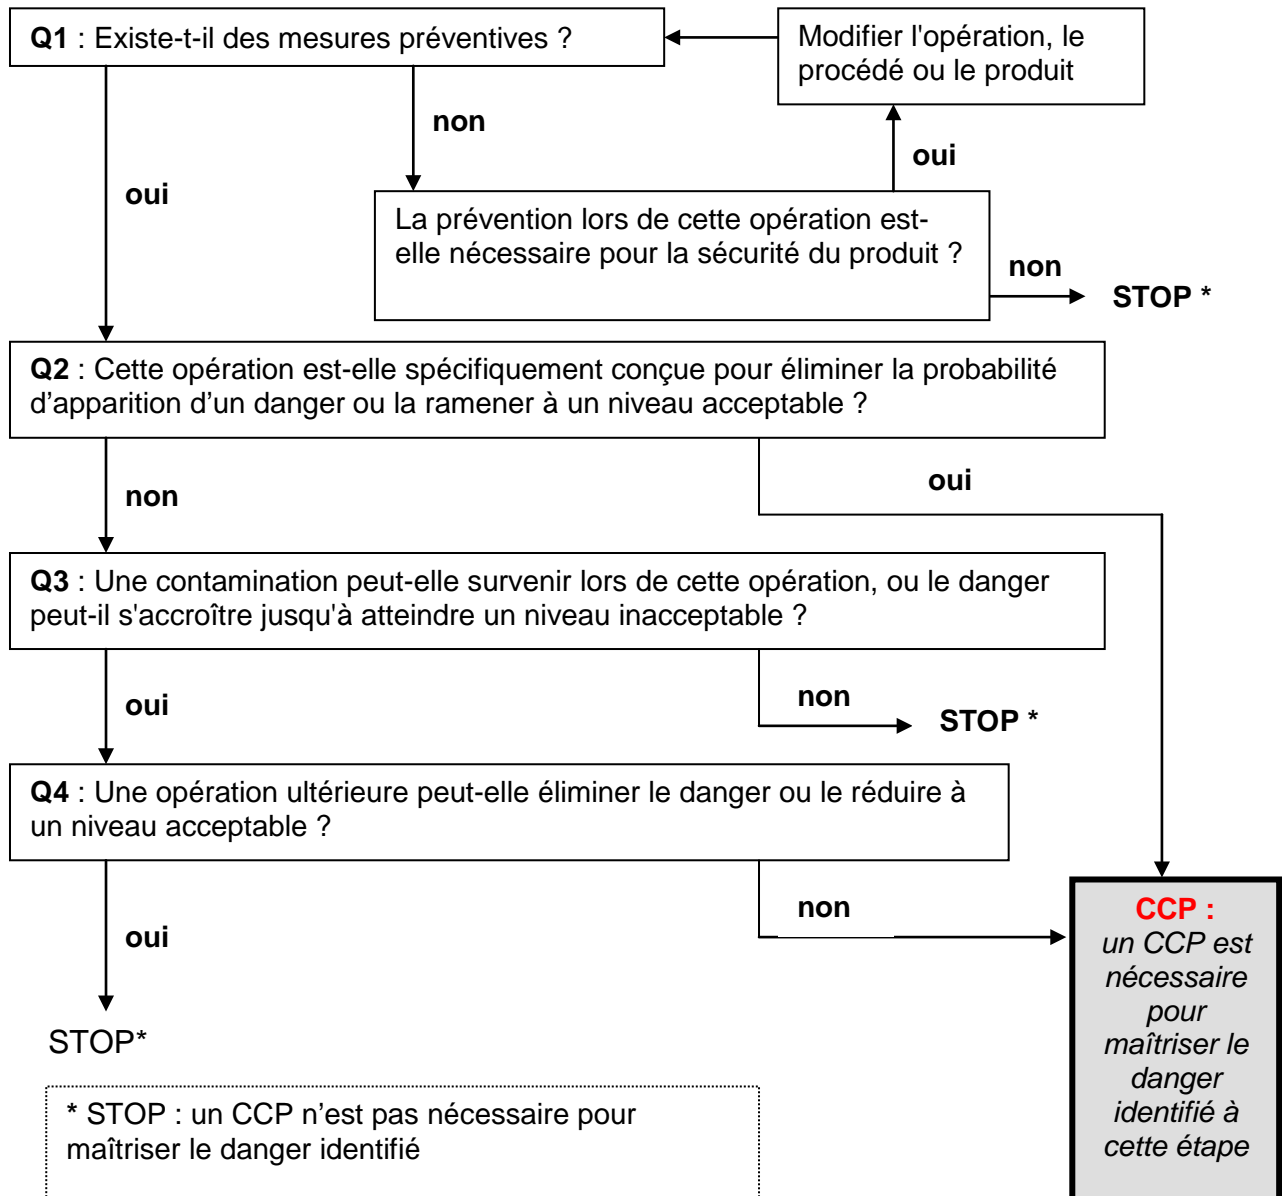 Q1 : Existe-t-il des mesures préventives ?
Modifier l'opération, le
procédé ou le produit
non
oui
oui
La prévention lors de cette opération est-
elle nécessaire pour la sécurité du produit ?
non
STOP *
Q2 : Cette opération est-elle spécifiquement conçue pour éliminer la probabilité
d’apparition d’un danger ou la ramener à un niveau acceptable ?
oui
non
Q3 : Une contamination peut-elle survenir lors de cette opération, ou le danger
peut-il s'accroître jusqu'à atteindre un niveau inacceptable ?
non
oui
STOP *
Q4 : Une opération ultérieure peut-elle éliminer le danger ou le réduire à
un niveau acceptable ?
non
oui
CCP :
un CCP est
nécessaire
pour
maîtriser le
danger
identifié à
cette étape
STOP*
* STOP : un CCP n’est pas nécessaire pour
maîtriser le danger identifié